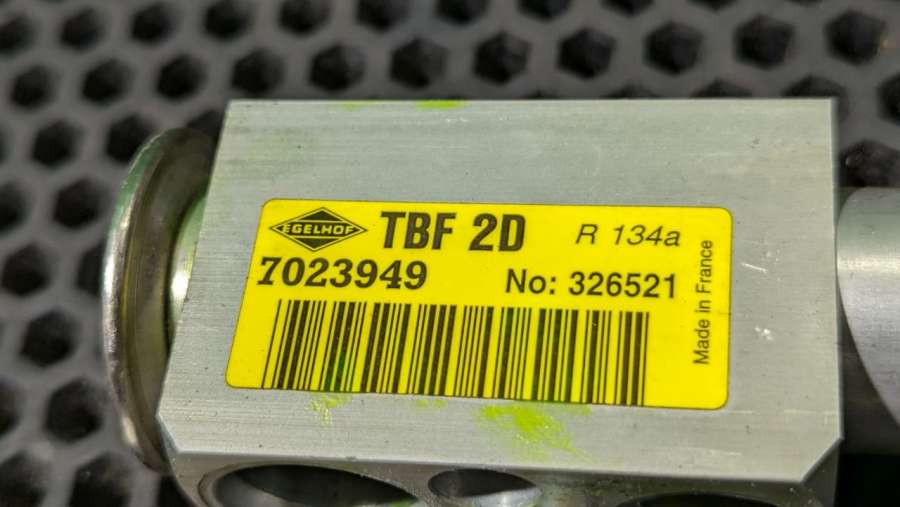 EGELHOF TBF 2D R 134a
7023949 No: 326521
Made in France